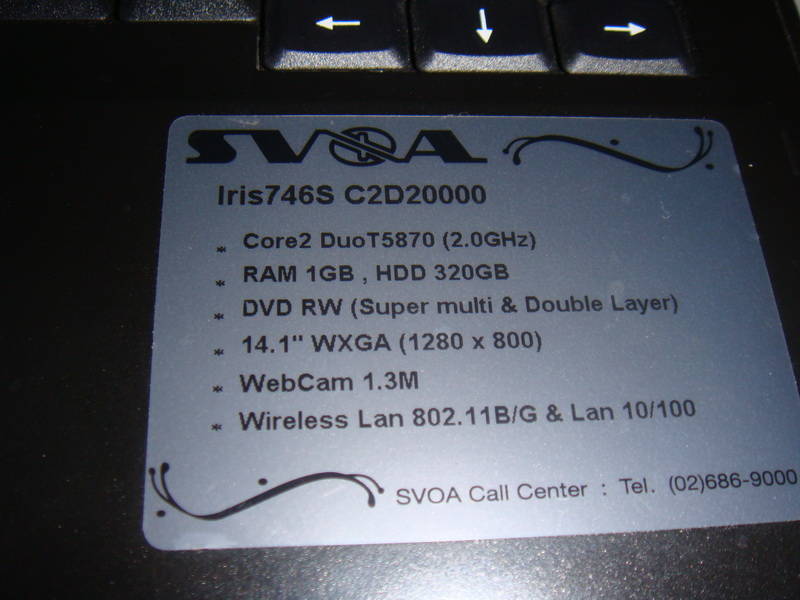 SVOA
Iris746S C2D20000
* Core2 DuoT5870 (2.0GHz)
* RAM 1GB , HDD 320GB
* DVD RW (Super multi & Double Layer)
* 14.1" WXGA (1280 x 800)
* WebCam 1.3M
* Wireless Lan 802.11B/G & Lan 10/100
SVOA Call Center : Tel. (02)686-9000